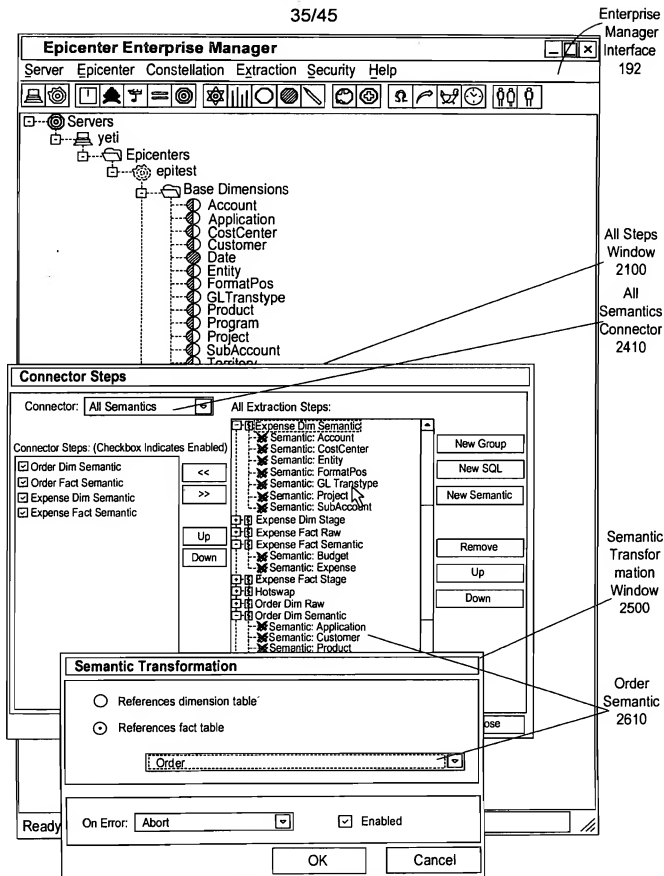 35/45
Enterprise
Manager
Interface
192
Epicenter Enterprise Manager
Server Epicenter Constellation Extraction Security Help
Servers
yeti
Epicenters
epitest
Base Dimensions
Account
Application
CostCenter
Customer
Date
Entity
FormatPos
GLTranstype
Product
Program
Project
SubAccount
Territory
All Steps
Window
2100
All
Semantics
Connector
2410
Connector Steps
Connector: All Semantics
All Extraction Steps:
Connector Steps: (Checkbox Indicates Enabled)
Order Dim Semantic
Order Fact Semantic
Expense Dim Semantic
Expense Fact Semantic
<<
>>
Up
Down
Expense Dim Semantic
Semantic: Account
Semantic: CostCenter
Semantic: Entity
Semantic: FormatPos
Semantic: GL Transtype
Semantic: Project
Semantic: SubAccount
Expense Dim Stage
Expense Fact Raw
Expense Fact Semantic
Semantic: Budget
Semantic: Expense
Expense Fact Stage
Hotswap
Order Dim Raw
Order Dim Semantic
Semantic: Application
Semantic: Customer
Semantic: Product
New Group
New SQL
New Semantic
Remove
Up
Down
ose
Semantic
Transfor
mation
Window
2500
Order
Semantic
2610
Semantic Transformation
References dimension table
References fact table
Order
On Error: Abort
Enabled
OK
Cancel
Ready